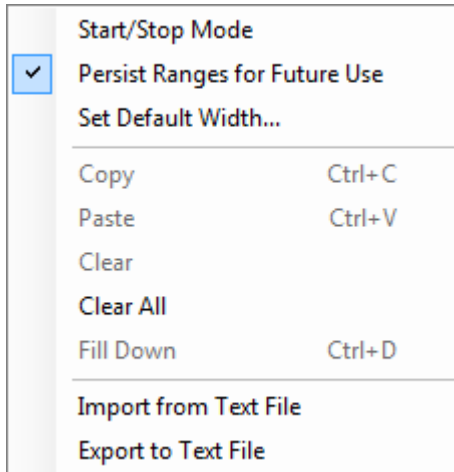 Start/Stop Mode
Persist Ranges for Future Use
Set Default Width...
Copy Ctrl+C
Paste Ctrl+V
Clear
Clear All
Fill Down Ctrl+D
Import from Text File
Export to Text File